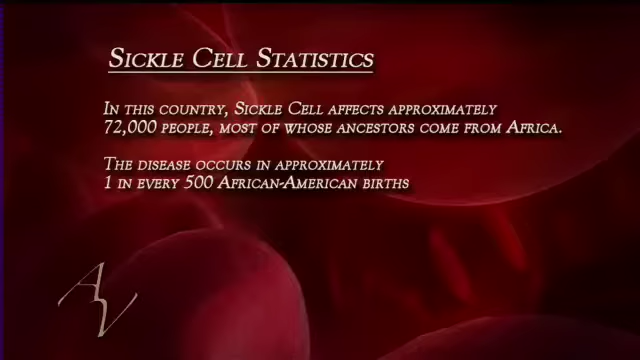 Sickle Cell Statistics
In this country, Sickle Cell affects approximately
72,000 people, most of whose ancestors come from Africa.
The disease occurs in approximately
1 in every 500 African-American births
AV